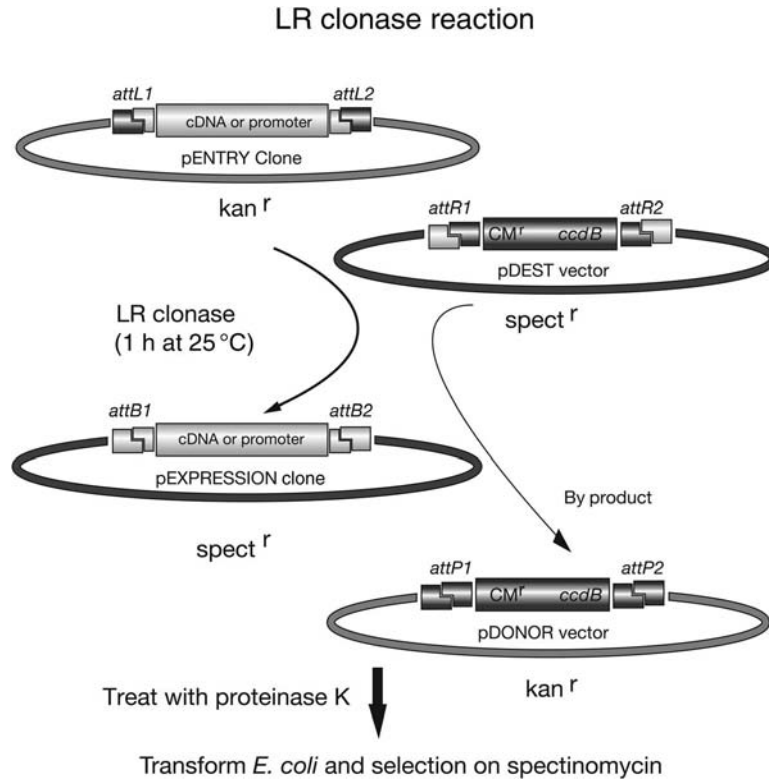 LR clonase reaction
attL1 attL2
cDNA or promoter
pENTRY Clone
kan r
attR1 attR2
CMr ccdB
pDEST vector
spect r
LR clonase
(1 h at 25 °C)
attB1 attB2
cDNA or promoter
pEXPRESSION clone
spect r
By product
attP1 attP2
CMr ccdB
pDONOR vector
kan r
Treat with proteinase K
Transform E. coli and selection on spectinomycin